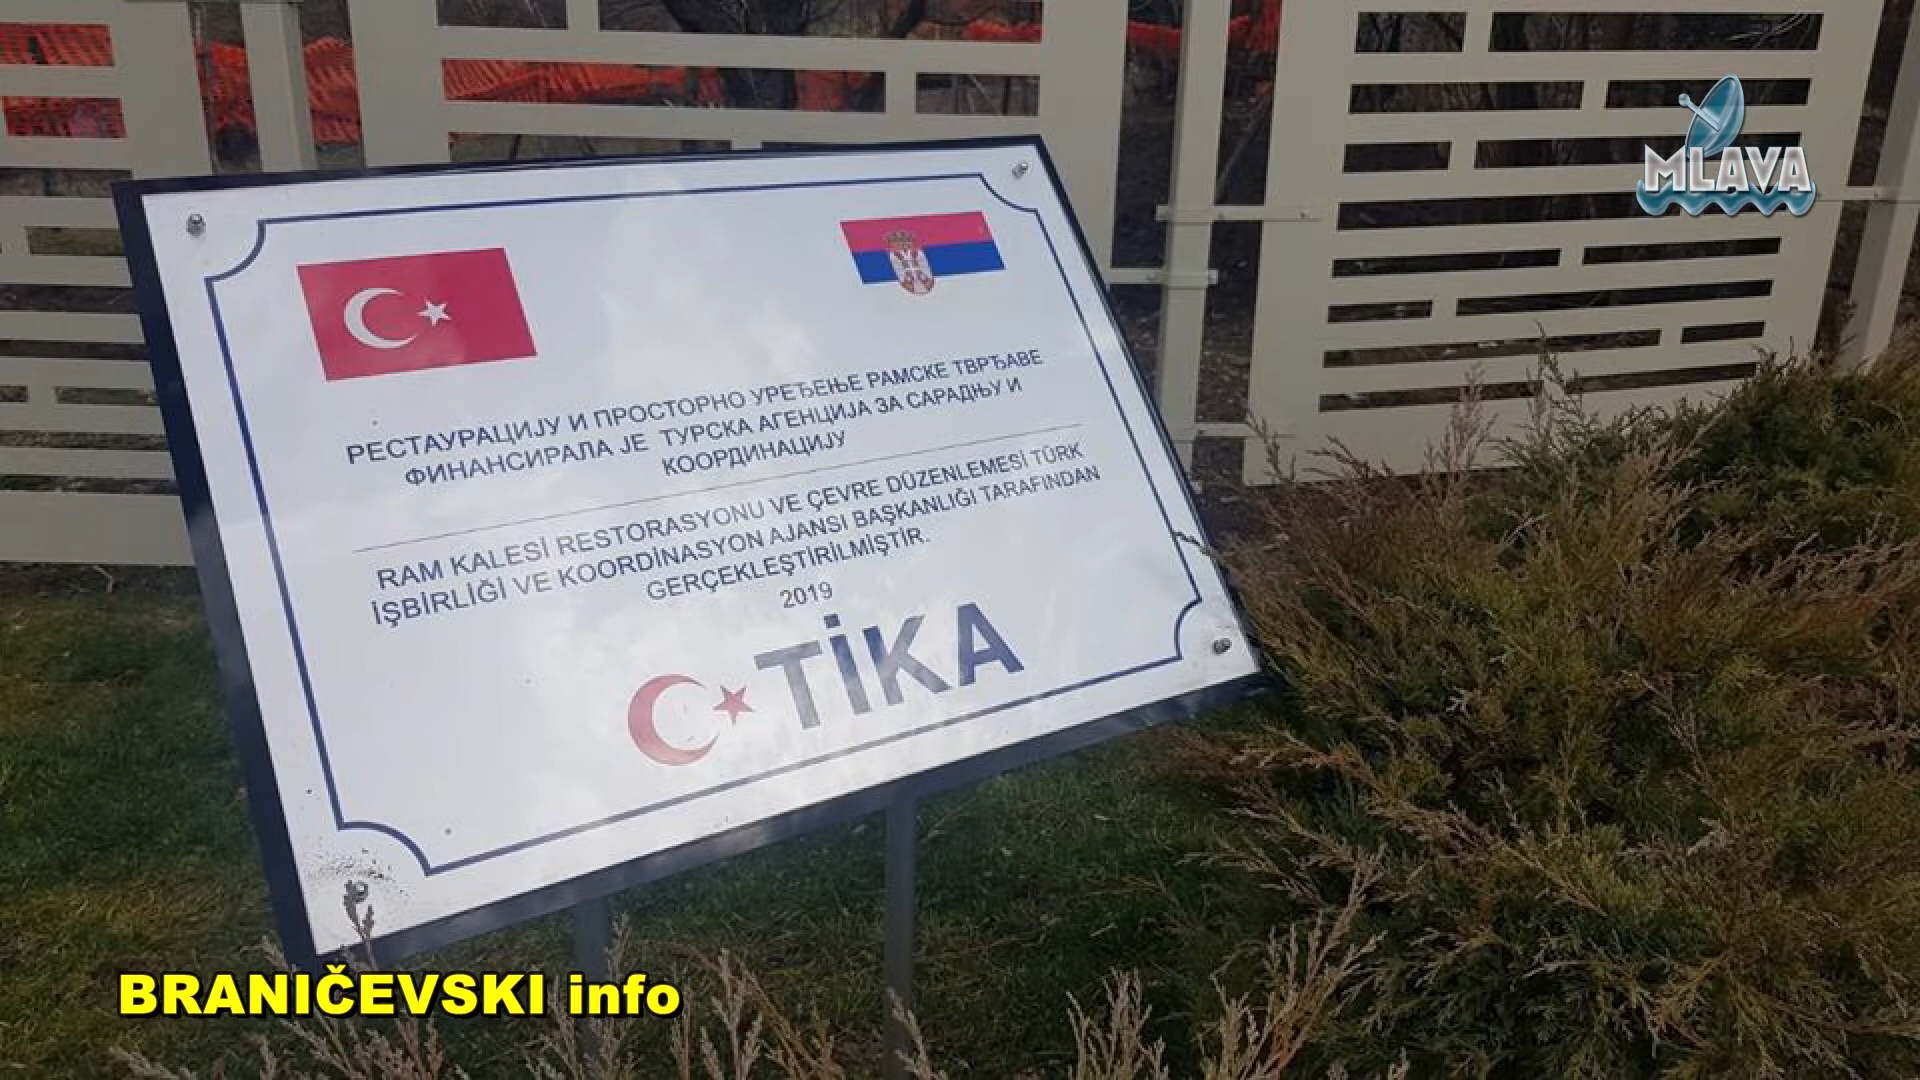 MLAVA
РЕСТАУРАЦИЈУ И ПРОСТОРНО УРЕЂЕЊЕ РАМСКЕ ТВРЂАВЕ
ФИНАНСИРАЛА ЈЕ ТУРСКА АГЕНЦИЈА ЗА САРАДЊУ И
КООРДИНАЦИЈУ
RAM KALESİ RESTORASYONU VE ÇEVRE DÜZENLEMESİ TÜRK
İŞBİRLİĞİ VE KOORDİNASYON AJANSI BAŞKANLIĞI TARAFINDAN
GERÇEKLEŞTİRİLMİŞTİR.
2019
TİKA
BRANIČEVSKI info